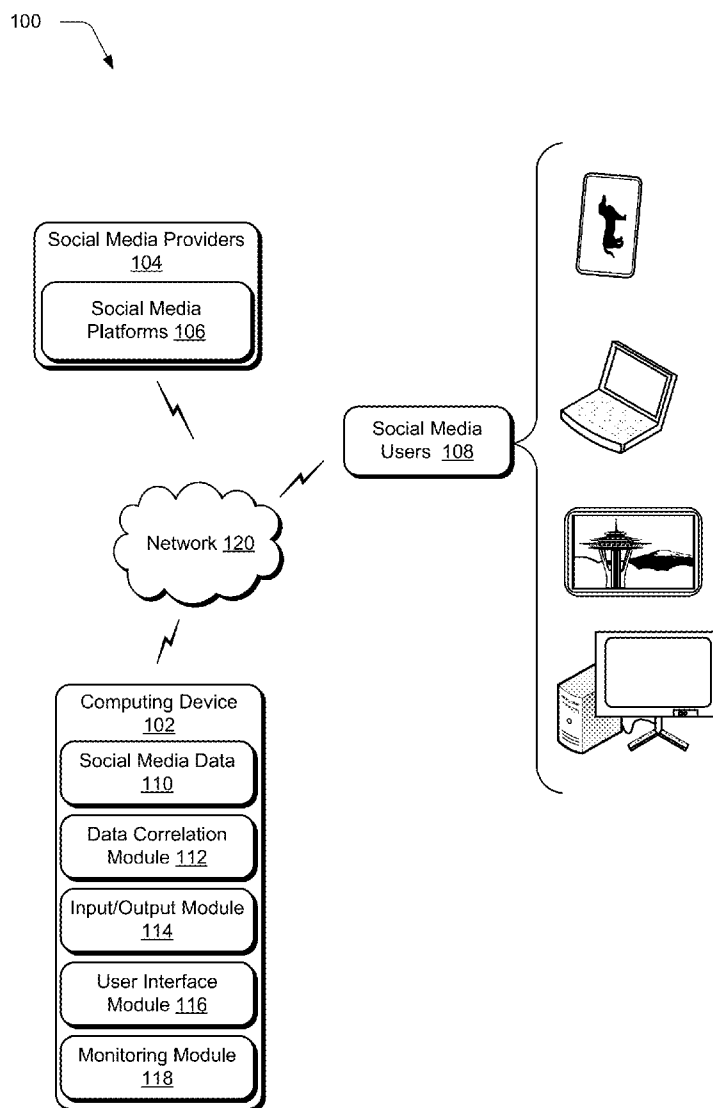 100
Social Media Providers
104
Social Media
Platforms 106
Social Media
Users 108
Network 120
Computing Device
102
Social Media Data
110
Data Correlation
Module 112
Input/Output Module
114
User Interface
Module 116
Monitoring Module
118